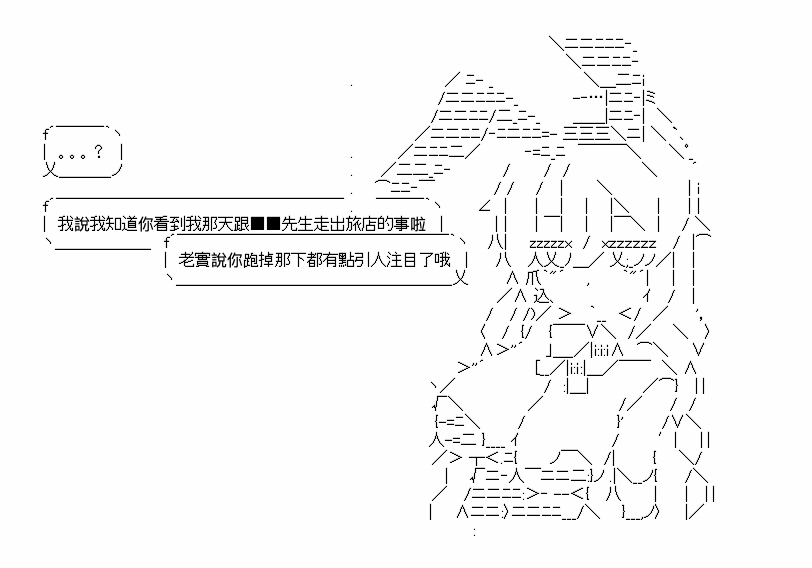 。。。？
我說我知道你看到我那天跟■■先生走出旅店的事啦
老實說你跑掉那下都有點引人注目了哦